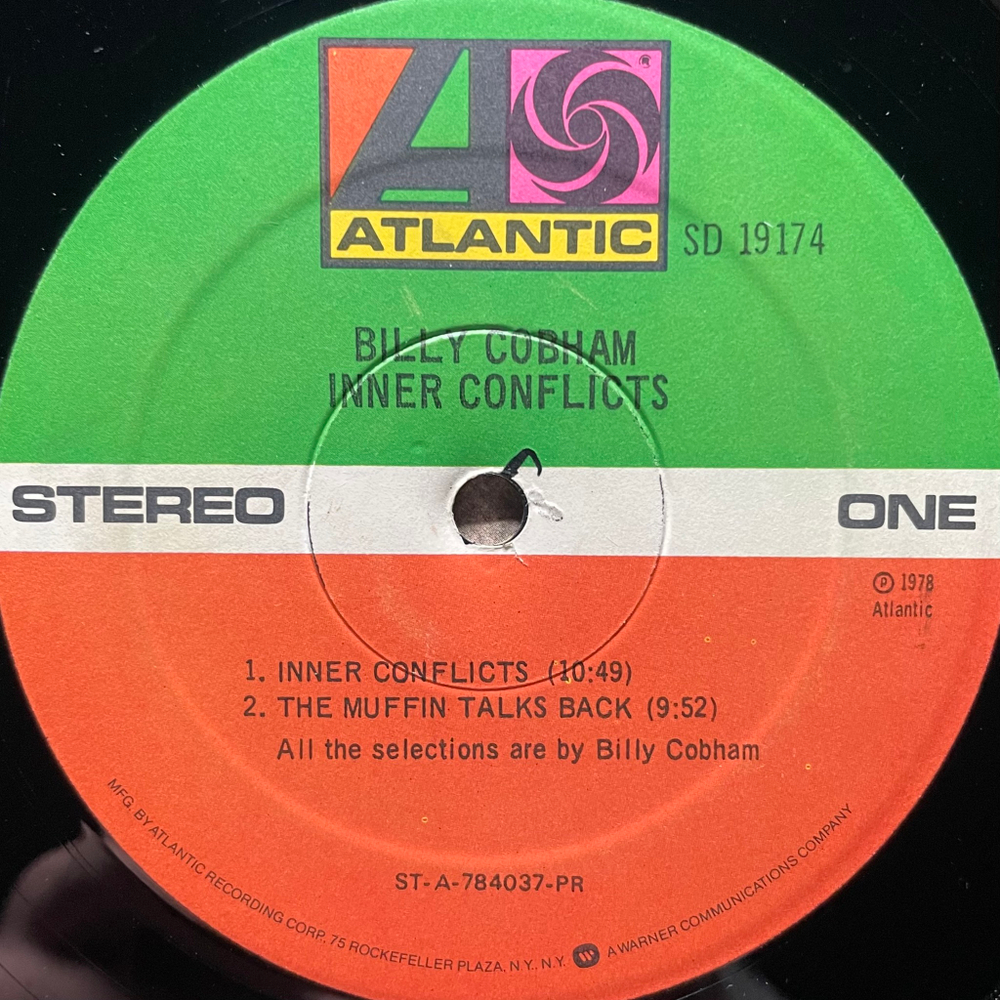 ATLANTIC
SD 19174
BILLY COBHAM
INNER CONFLICTS
STEREO
ONE
℗ 1978
Atlantic
1. INNER CONFLICTS (10:49)
2. THE MUFFIN TALKS BACK (9:52)
All the selections are by Billy Cobham
ST-A-784037-PR
MFG. BY ATLANTIC RECORDING CORP., 75 ROCKEFELLER PLAZA, N.Y., N.Y. A WARNER COMMUNICATIONS COMPANY